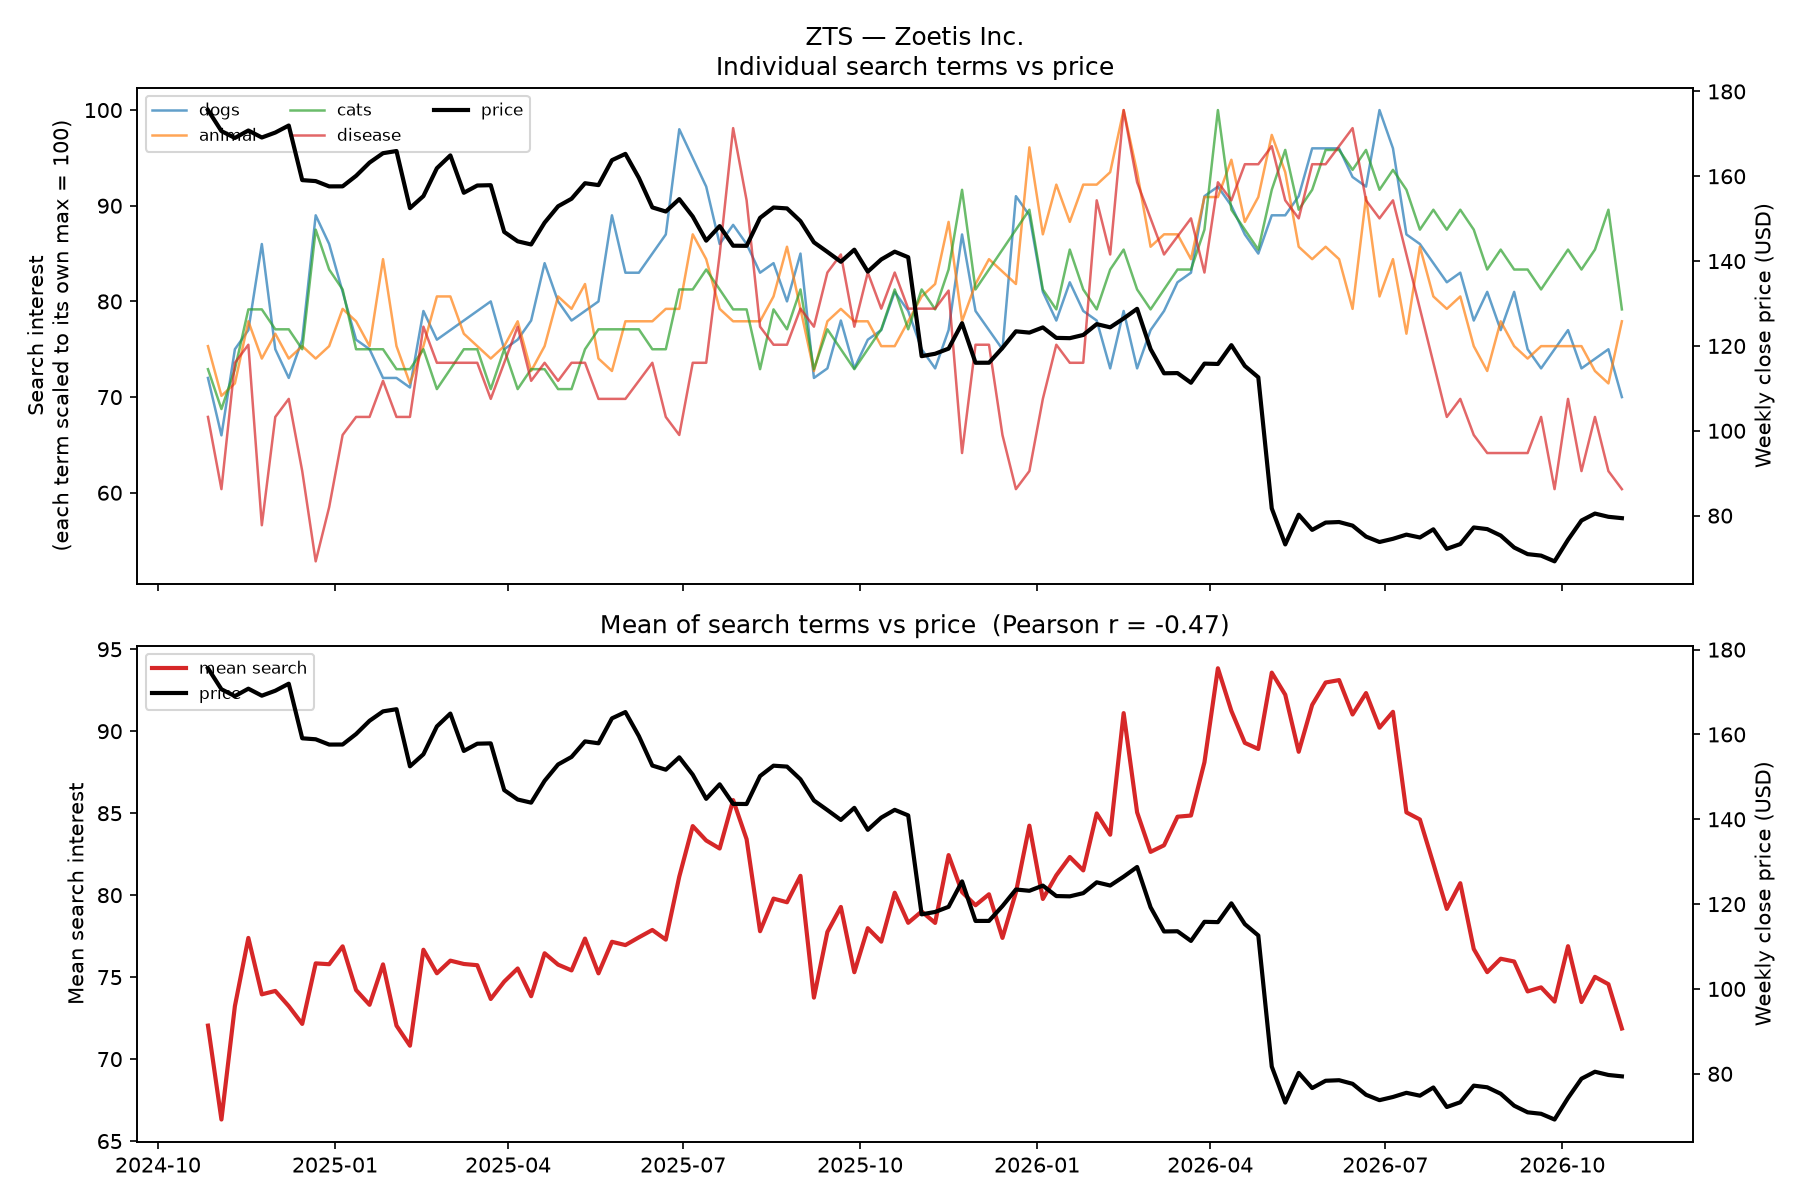 ZTS — Zoetis Inc.
Individual search terms vs price
dogs
animal
cats
disease
price
Search interest
(each term scaled to its own max = 100)
100
90
80
70
60
Weekly close price (USD)
180
160
140
120
100
80
Mean of search terms vs price (Pearson r = -0.47)
mean search
price
Mean search interest
95
90
85
80
75
70
65
Weekly close price (USD)
180
160
140
120
100
80
2024-10
2025-01
2025-04
2025-07
2025-10
2026-01
2026-04
2026-07
2026-10